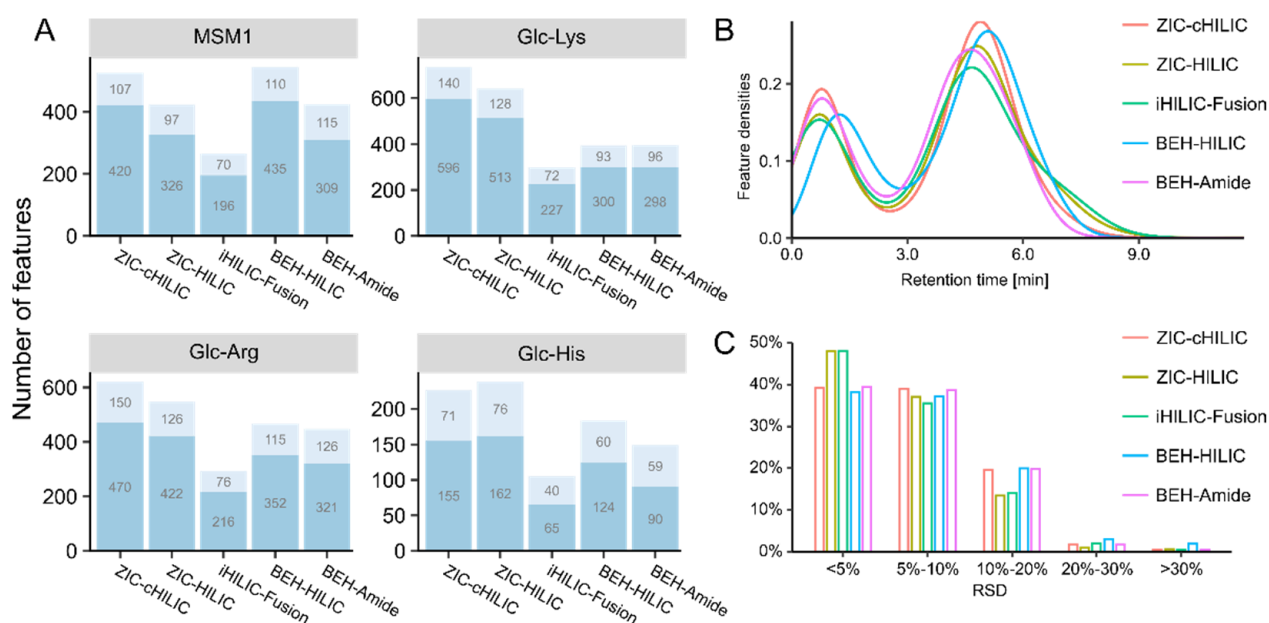 A
Number of features
MSM1
400
200
0
107
420
97
326
70
196
110
435
115
309
ZIC-cHILIC
ZIC-HILIC
iHILIC-Fusion
BEH-HILIC
BEH-Amide
Glc-Lys
600
400
200
0
140
596
128
513
72
227
93
300
96
298
ZIC-cHILIC
ZIC-HILIC
iHILIC-Fusion
BEH-HILIC
BEH-Amide
Glc-Arg
600
400
200
0
150
470
126
422
76
216
115
352
126
321
ZIC-cHILIC
ZIC-HILIC
iHILIC-Fusion
BEH-HILIC
BEH-Amide
Glc-His
200
150
100
50
0
71
155
76
162
40
65
60
124
59
90
ZIC-cHILIC
ZIC-HILIC
iHILIC-Fusion
BEH-HILIC
BEH-Amide
B
Feature densities
0.2
0.1
0.0
0.0 3.0 6.0 9.0
Retention time [min]
ZIC-cHILIC
ZIC-HILIC
iHILIC-Fusion
BEH-HILIC
BEH-Amide
C
50%
40%
30%
20%
10%
0%
<5% 5%-10% 10%-20% 20%-30% >30%
RSD
ZIC-cHILIC
ZIC-HILIC
iHILIC-Fusion
BEH-HILIC
BEH-Amide